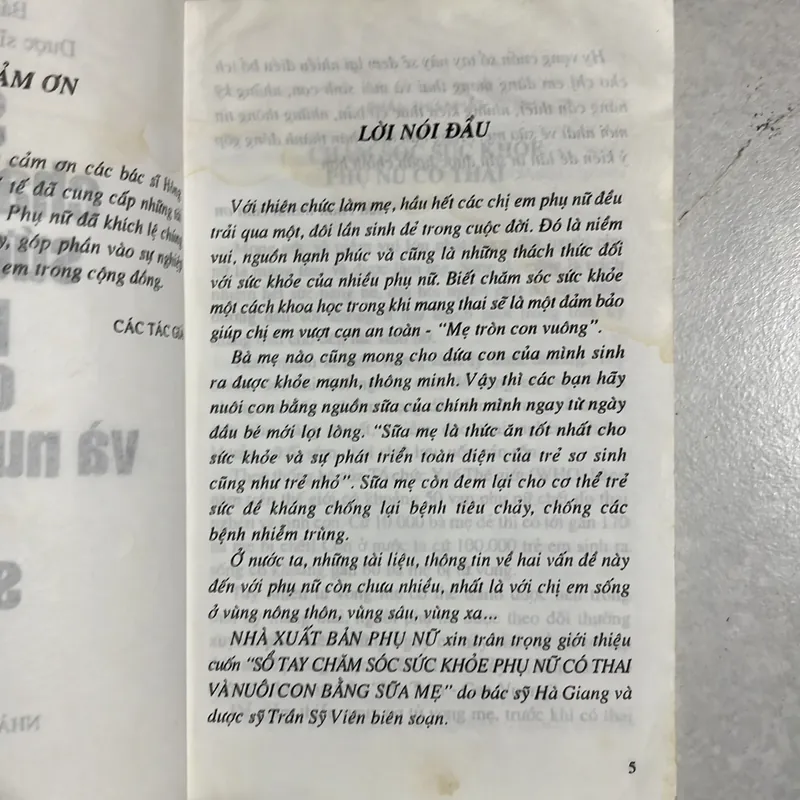 ẢM ƠN
cảm ơn các bác sĩ
tế đã cung cấp những
Phụ nữ đã khích lệ chúng
góp phần vào sự nghiệp
em trong cộng đồng.
CÁC TÁC GIẢ
LỜI NÓI ĐẦU
Với thiên chức làm mẹ, hầu hết các chị em phụ nữ đều
trải qua một, đôi lần sinh đẻ trong cuộc đời. Đó là niềm
vui, nguồn hạnh phúc và cũng là những thách thức đối
với sức khỏe của nhiều phụ nữ. Biết chăm sóc sức khỏe
một cách khoa học trong khi mang thai sẽ là một đảm bảo
giúp chị em vượt cạn an toàn - “Mẹ tròn con vuông”.
Bà mẹ nào cũng mong cho đứa con của mình sinh
ra được khỏe mạnh, thông minh. Vậy thì các bạn hãy
nuôi con bằng nguồn sữa của chính mình ngay từ ngày
đầu bé mới lọt lòng. “Sữa mẹ là thức ăn tốt nhất cho
sức khỏe và sự phát triển toàn diện của trẻ sơ sinh
cũng như trẻ nhỏ”. Sữa mẹ còn đem lại cho cơ thể trẻ
sức đề kháng chống lại bệnh tiêu chảy, chống các
bệnh nhiễm trùng.
Ở nước ta, những tài liệu, thông tin về hai vấn đề này
đến với phụ nữ còn chưa nhiều, nhất là với chị em sống
ở vùng nông thôn, vùng sâu, vùng xa...
NHÀ XUẤT BẢN PHỤ NỮ xin trân trọng giới thiệu
cuốn “SỔ TAY CHĂM SÓC SỨC KHỎE PHỤ NỮ CÓ THAI
VÀ NUÔI CON BẰNG SỮA MẸ” do bác sỹ Hà Giang và
dược sỹ Trần Sỹ Viên biên soạn.
5